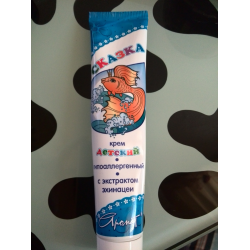 СКАЗКА
крем
детский
гипоаллергенный
с экстрактом
эхинацеи